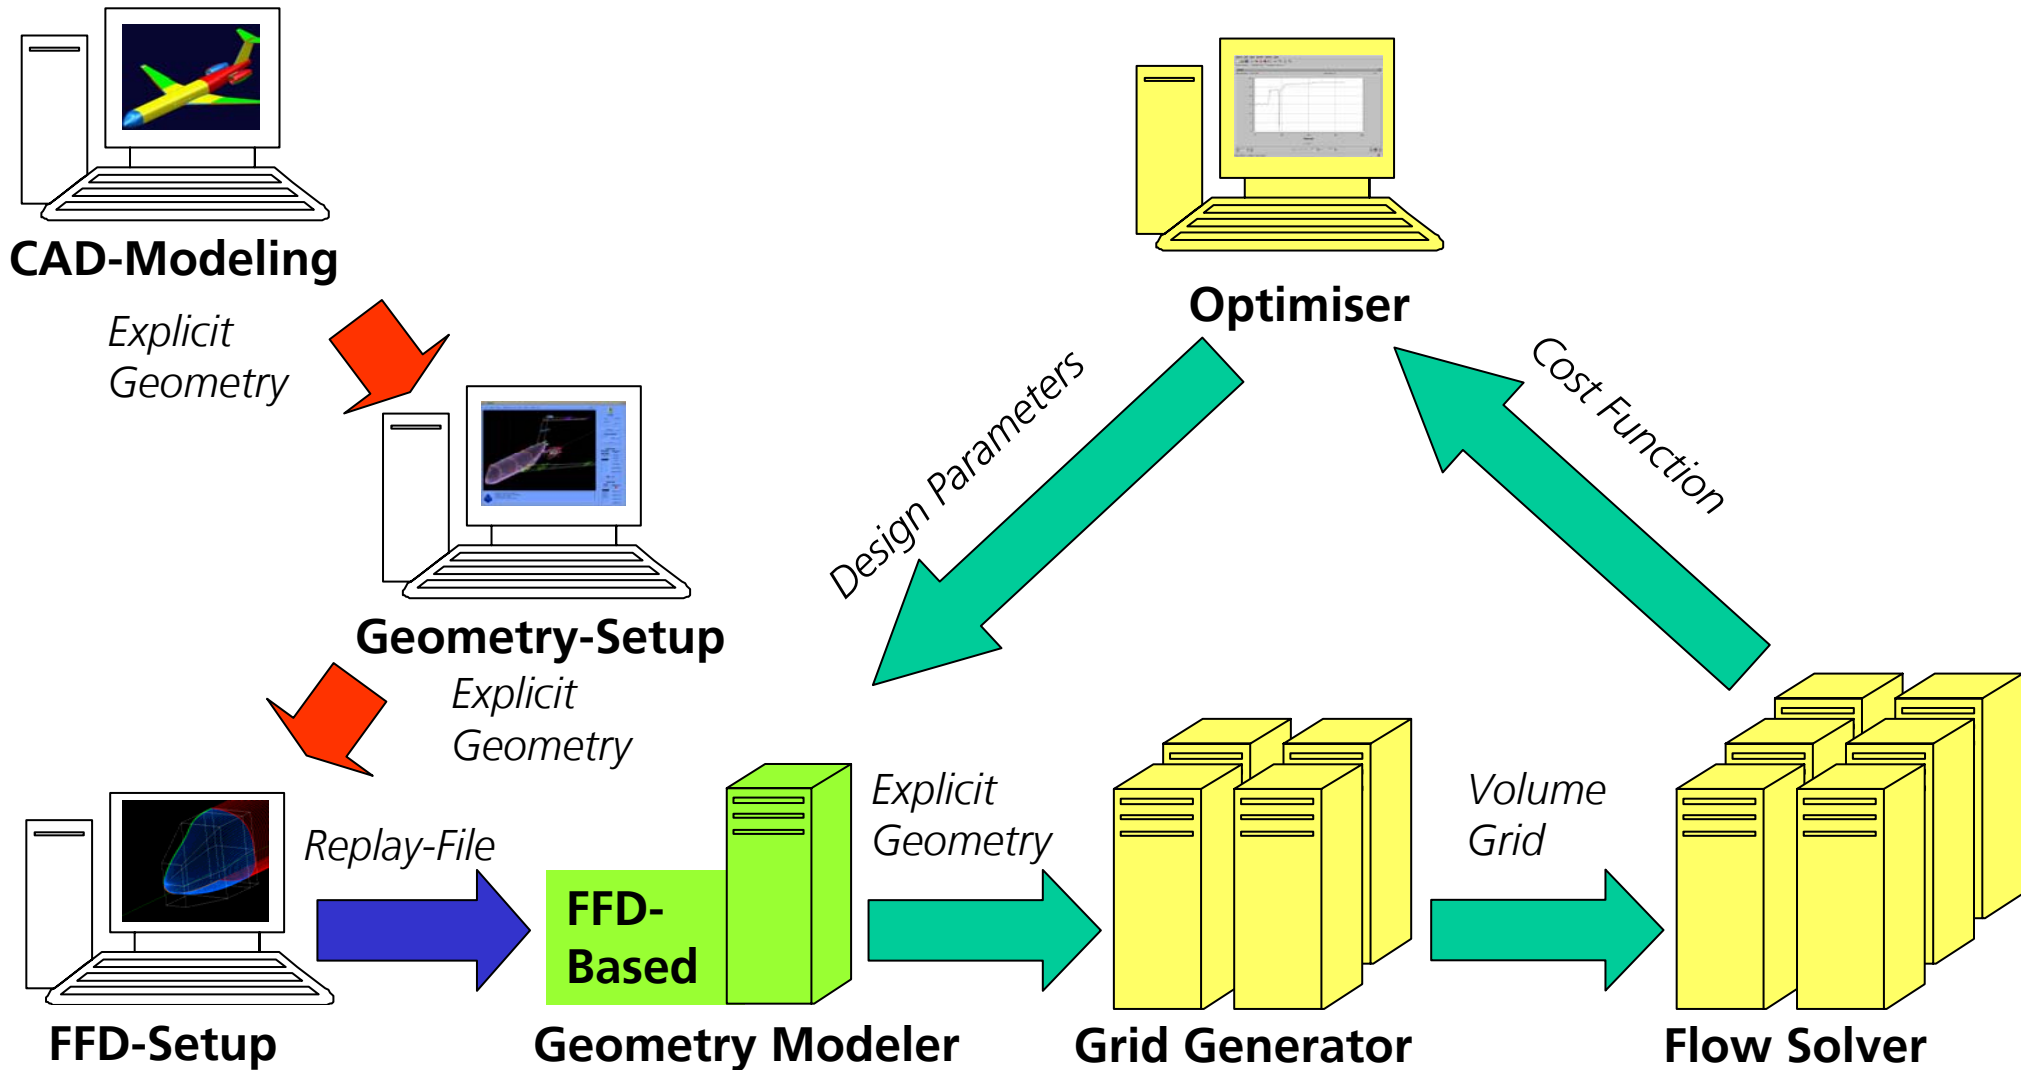 CAD-Modeling
Explicit
Geometry
Geometry-Setup
Explicit
Geometry
FFD-Setup
Replay-File
FFD-
Based
Geometry Modeler
Explicit
Geometry
Grid Generator
Volume
Grid
Flow Solver
Cost Function
Optimiser
Design Parameters